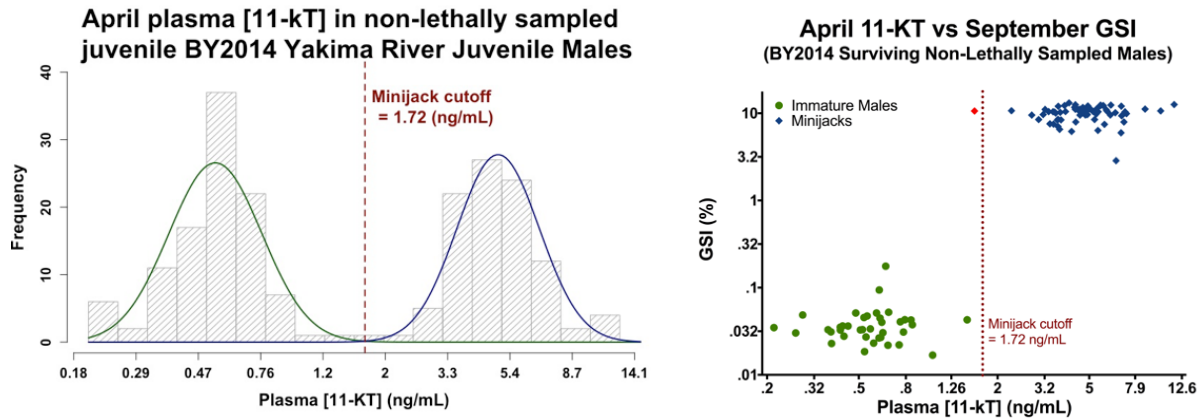 April plasma [11-kT] in non-lethally sampled
juvenile BY2014 Yakima River Juvenile Males
40
30
20
10
0
Frequency
Minijack cutoff
= 1.72 (ng/mL)
0.18 0.29 0.47 0.76 1.2 2 3.3 5.4 8.7 14.1
Plasma [11-KT] (ng/mL)
April 11-KT vs September GSI
(BY2014 Surviving Non-Lethally Sampled Males)
Immature Males
Minijacks
10
3.2
1
.32
.1
.032
.01
GSI (%)
Minijack cutoff
= 1.72 ng/mL
.2 .32 .5 .8 1.26 2 3.2 5 7.9 12.6
Plasma [11-kT] (ng/mL)